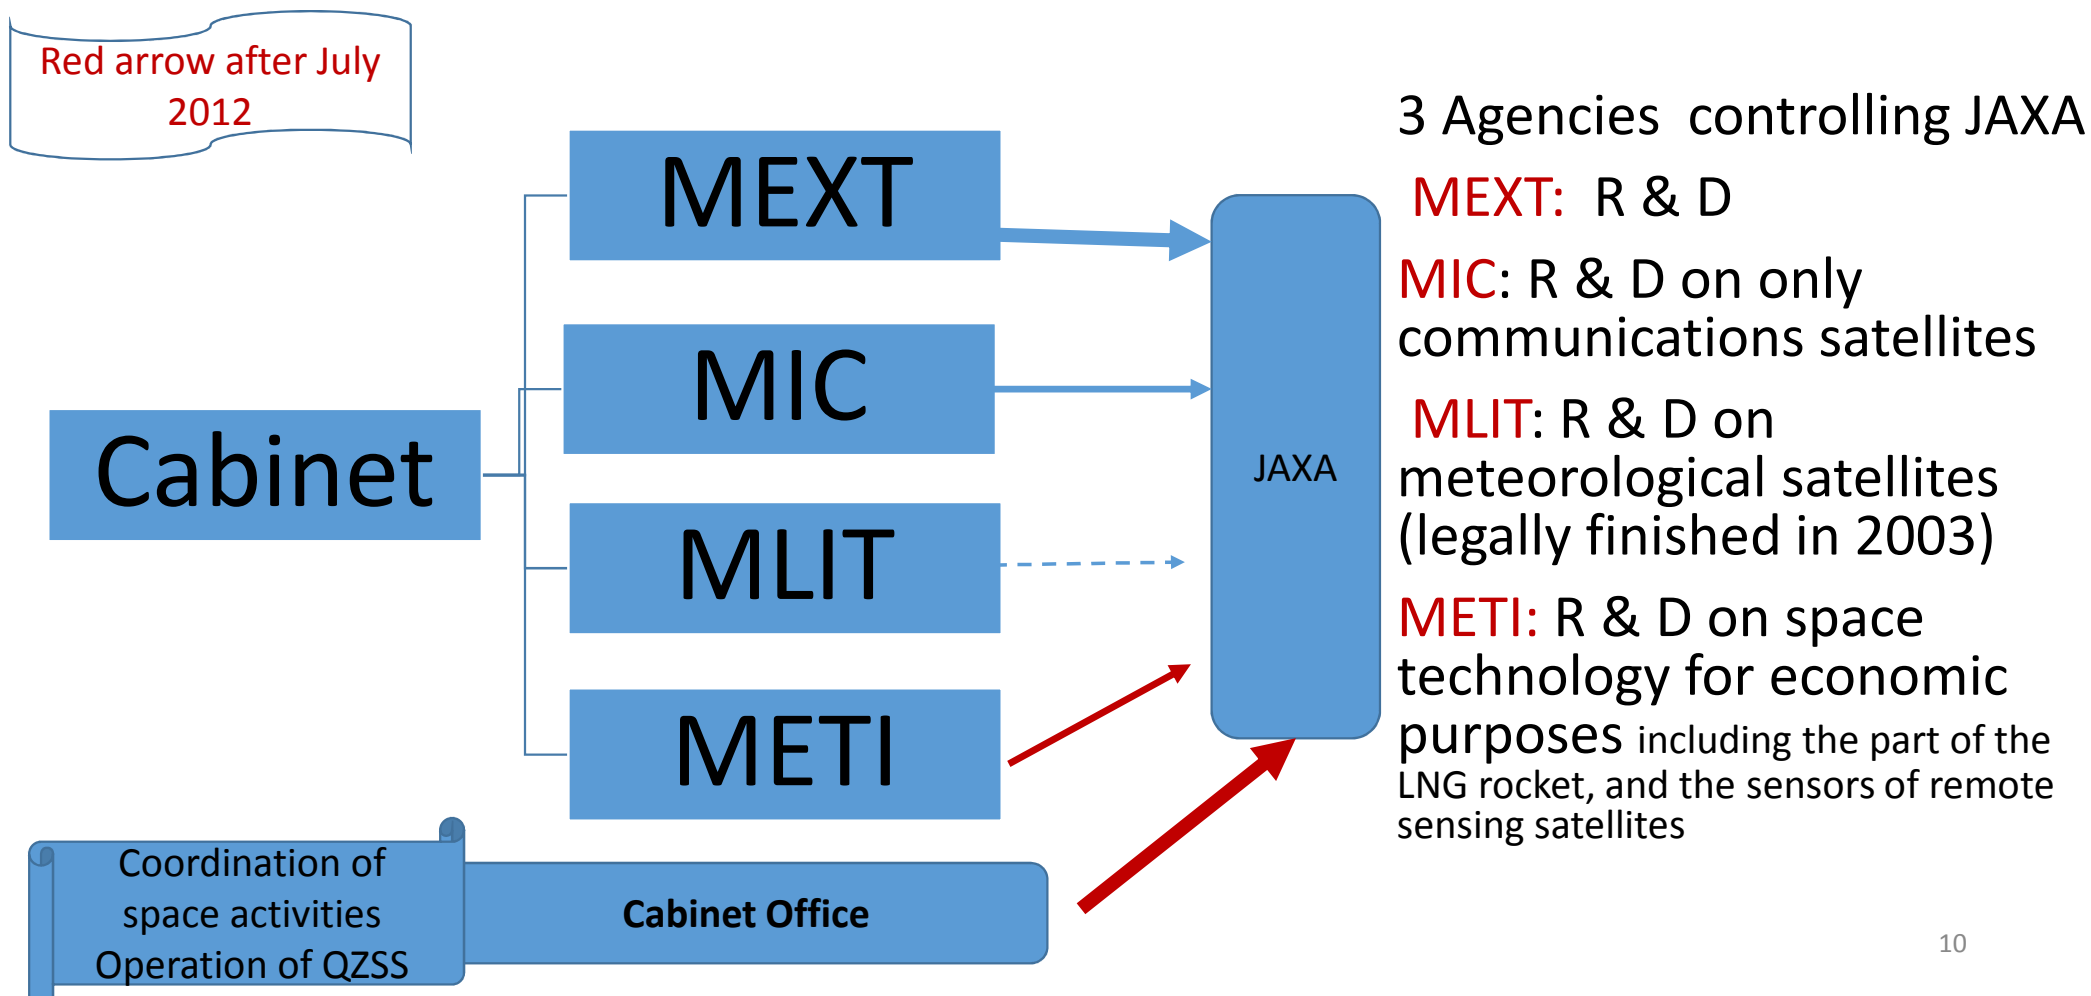 Red arrow after July
2012
MEXT
MIC
Cabinet
MLIT
METI
JAXA
Coordination of
space activities
Operation of QZSS
Cabinet Office
3 Agencies controlling JAXA
MEXT: R & D
MIC: R & D on only
communications satellites
MLIT: R & D on
meteorological satellites
(legally finished in 2003)
METI: R & D on space
technology for economic
purposes including the part of the
LNG rocket, and the sensors of remote
sensing satellites
10